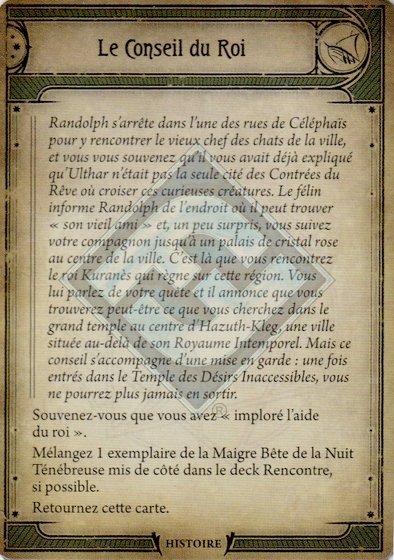 Le Conseil du Roi
Randolph s'arrête dans l'une des rues de Céléphaïs
pour y rencontrer le vieux chef des chats de la ville,
et vous vous souvenez qu'il vous avait déjà expliqué
qu'Ulthar n'était pas la seule cité des Contrées du
Rêve où croiser ces curieuses créatures. Le félin
informe Randolph de l'endroit où il peut trouver
« son vieil ami » et, un peu surpris, vous suivez
votre compagnon jusqu'à un palais de cristal rose
au centre de la ville. C'est là que vous rencontrez
le roi Kuranès qui règne sur cette région. Vous
lui parlez de votre quête et il annonce que vous
trouverez peut-être ce que vous cherchez dans le
grand temple au centre d'Hazuth-Kleg, une ville
située au-delà de son Royaume Intemporel. Mais ce
conseil s'accompagne d'une mise en garde : une fois
entrés dans le Temple des Désirs Inaccessibles, vous
ne pourrez plus jamais en sortir.
Souvenez-vous que vous avez « imploré l'aide
du roi ».
Mélangez 1 exemplaire de la Maigre Bête de la Nuit
Ténébreuse mis de côté dans le deck Rencontre,
si possible.
Retournez cette carte.
®
HISTOIRE